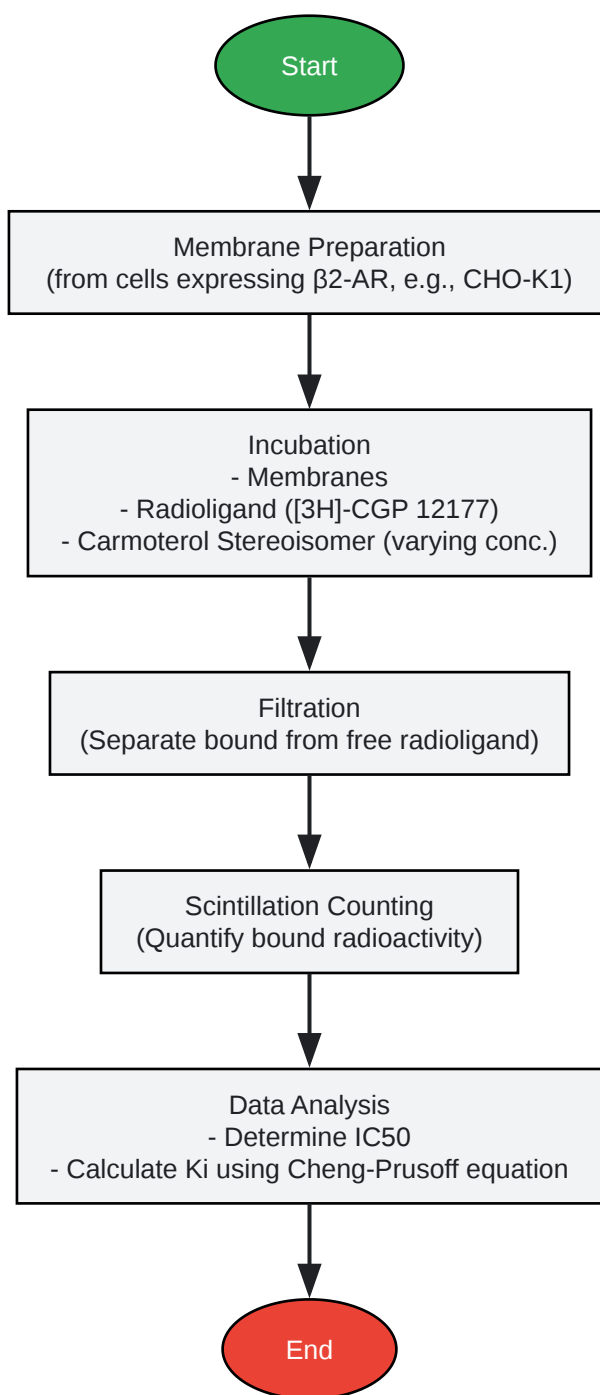 Start
Membrane Preparation
(from cells expressing β2-AR, e.g., CHO-K1)
Incubation
- Membranes
- Radioligand ([3H]-CGP 12177)
- Carmoterol Stereoisomer (varying conc.)
Filtration
(Separate bound from free radioligand)
Scintillation Counting
(Quantify bound radioactivity)
Data Analysis
- Determine IC50
- Calculate Ki using Cheng-Prusoff equation
End